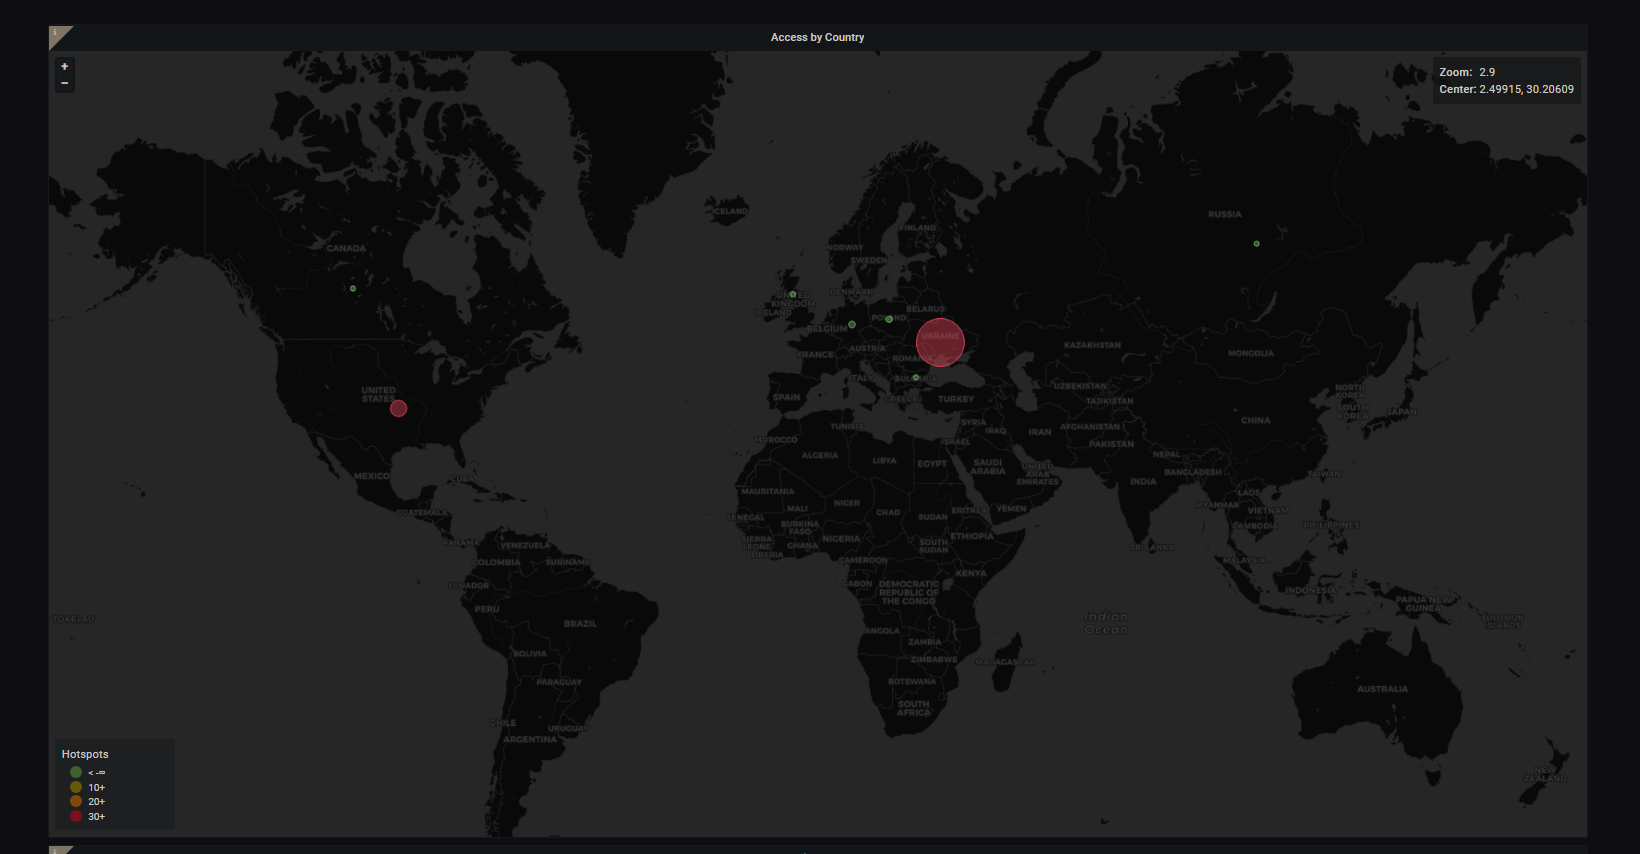 Access by Country
+
−
Zoom: 2.9
Center: 2.49915, 30.20609
ICELAND
RUSSIA
FINLAND
CANADA
NORWAY
SWEDEN
DENMARK
UNITED
KINGDOM
IRELAND
BELARUS
POLAND
BELGIUM
UKRAINE
KAZAKHSTAN
AUSTRIA
FRANCE
ROMANIA
MONGOLIA
ITALY
BULGARIA
UNITED
STATES
SPAIN
GREECE
TURKEY
UZBEKISTAN
TAJIKISTAN
NORTH
KOREA
SOUTH
KOREA
JAPAN
CHINA
TUNISIA
SYRIA
IRAQ
IRAN
AFGHANISTAN
MOROCCO
ISRAEL
PAKISTAN
ALGERIA
LIBYA
EGYPT
SAUDI
ARABIA
NEPAL
UNITED
ARAB
EMIRATES
BANGLADESH
TAIWAN
MEXICO
CUBA
INDIA
MAURITANIA
LAOS
MALI
NIGER
CHAD
SUDAN
ERITREA
YEMEN
MYANMAR
VIETNAM
GUATEMALA
SENEGAL
BURKINA
FASO
CAMBODIA
PHILIPPINES
SIERRA
LEONE
LIBERIA
GHANA
NIGERIA
SOUTH
SUDAN
ETHIOPIA
PANAMA
VENEZUELA
SRI LANKA
COLOMBIA
SURINAME
CAMEROON
MALAYSIA
ECUADOR
GABON
DEMOCRATIC
REPUBLIC OF
THE CONGO
KENYA
INDONESIA
PERU
PAPUA NEW
GUINEA
TOKELAU
BRAZIL
Indian
Ocean
SOLOMON
ISLANDS
ANGOLA
ZAMBIA
BOLIVIA
ZIMBABWE
MADAGASCAR
PARAGUAY
BOTSWANA
AUSTRALIA
SOUTH
AFRICA
CHILE
URUGUAY
ARGENTINA
NEW
ZEALAND
Hotspots
< -∞
10+
20+
30+